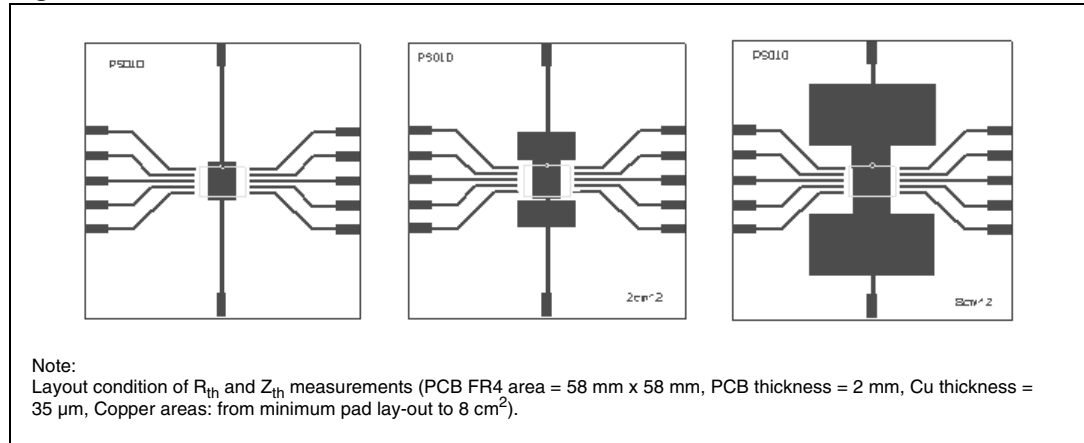 PSO10
PSO10
PSO10
2cm^2
8cm^2
Note:
Layout condition of Rth and Zth measurements (PCB FR4 area = 58 mm x 58 mm, PCB thickness = 2 mm, Cu thickness =
35 µm, Copper areas: from minimum pad lay-out to 8 cm2).